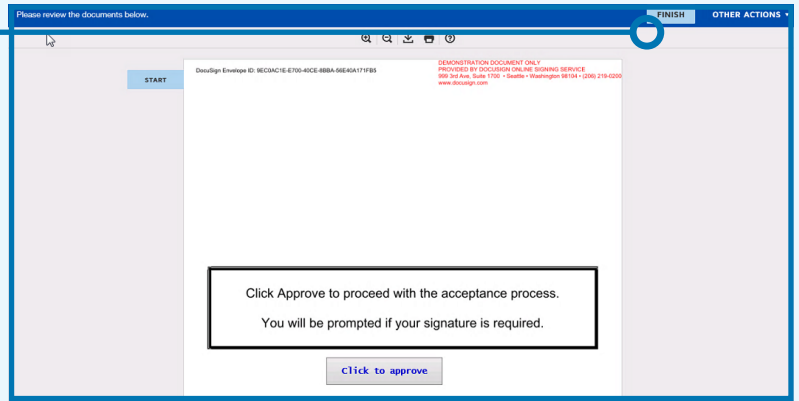 Please review the documents below.
FINISH
OTHER ACTIONS
START
DocuSign Envelope ID: 9EC0AC1E-E700-40CE-8BBA-56E40A171FB5
DEMONSTRATION DOCUMENT ONLY
PROVIDED BY DOCUSIGN ONLINE SIGNING SERVICE
999 3rd Ave, Suite 1700 • Seattle • Washington 98104 • (206) 219-0200
www.docusign.com
Click Approve to proceed with the acceptance process.
You will be prompted if your signature is required.
Click to approve